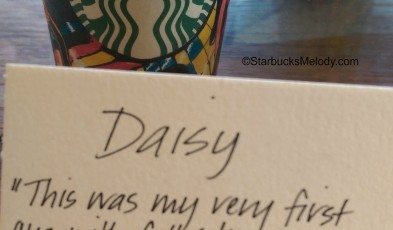 ©StarbucksMelody.com
Daisy
"This was my very first